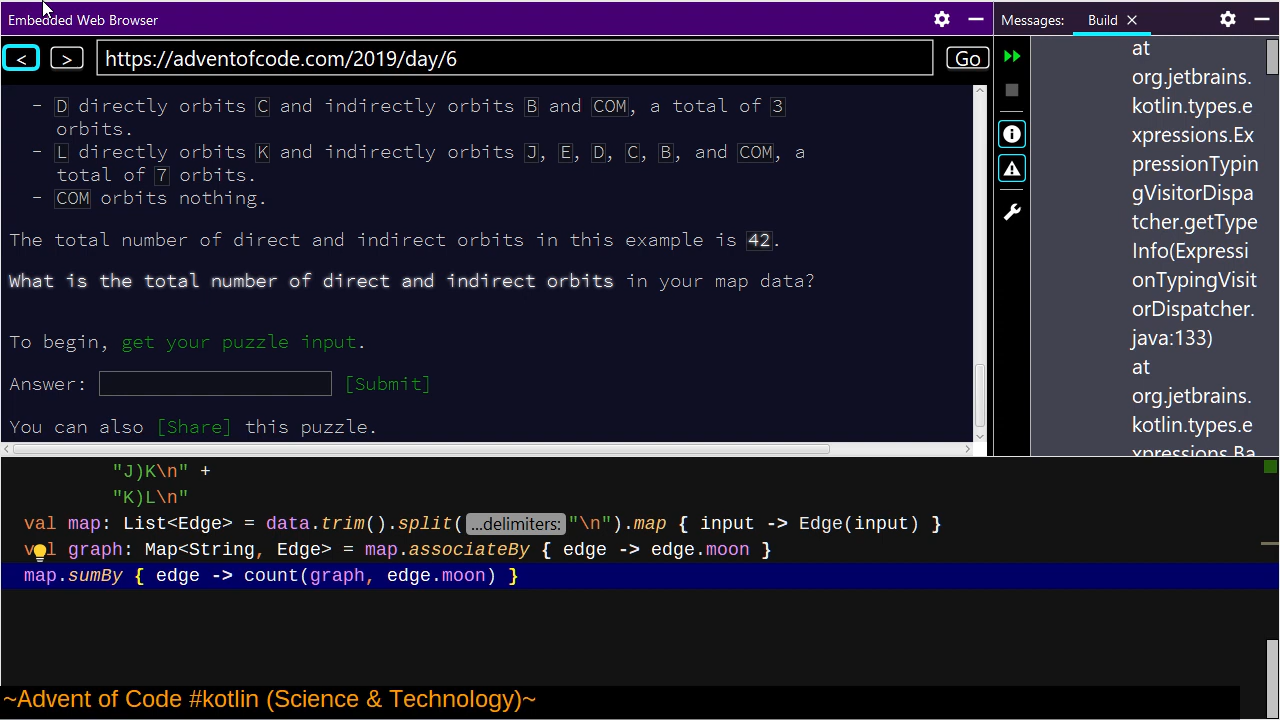 Embedded Web Browser
Messages: Build
< > https://adventofcode.com/2019/day/6 Go
- D directly orbits C and indirectly orbits B and COM, a total of 3
orbits.
- L directly orbits K and indirectly orbits J, E, D, C, B, and COM, a
total of 7 orbits.
- COM orbits nothing.
The total number of direct and indirect orbits in this example is 42.
What is the total number of direct and indirect orbits in your map data?
To begin, get your puzzle input.
Answer: [Submit]
You can also [Share] this puzzle.
at
org.jetbrains.
kotlin.types.e
xpressions.Ex
pressionTypin
gVisitorDispa
tcher.getType
Info(Expressi
onTypingVisit
orDispatcher.
java:133)
at
org.jetbrains.
kotlin.types.e
xpressions.Ba
"J)K\n" +
"K)L\n"
val map: List<Edge> = data.trim().split( ...delimiters: "\n").map { input -> Edge(input) }
val graph: Map<String, Edge> = map.associateBy { edge -> edge.moon }
map.sumBy { edge -> count(graph, edge.moon) }
~Advent of Code #kotlin (Science & Technology)~